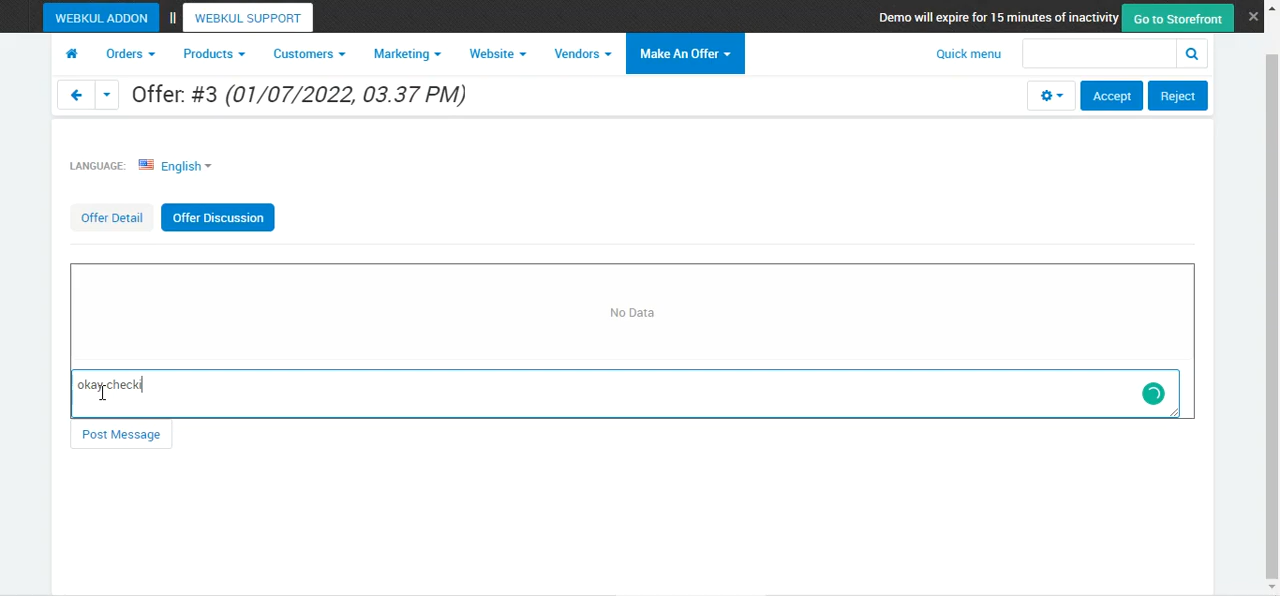 WEBKUL ADDON || WEBKUL SUPPORT Demo will expire for 15 minutes of inactivity Go to Storefront ×
Orders Products Customers Marketing Website Vendors Make An Offer Quick menu
Offer: #3 (01/07/2022, 03.37 PM) Accept Reject
LANGUAGE: English
Offer Detail Offer Discussion
No Data
okay checki
Post Message